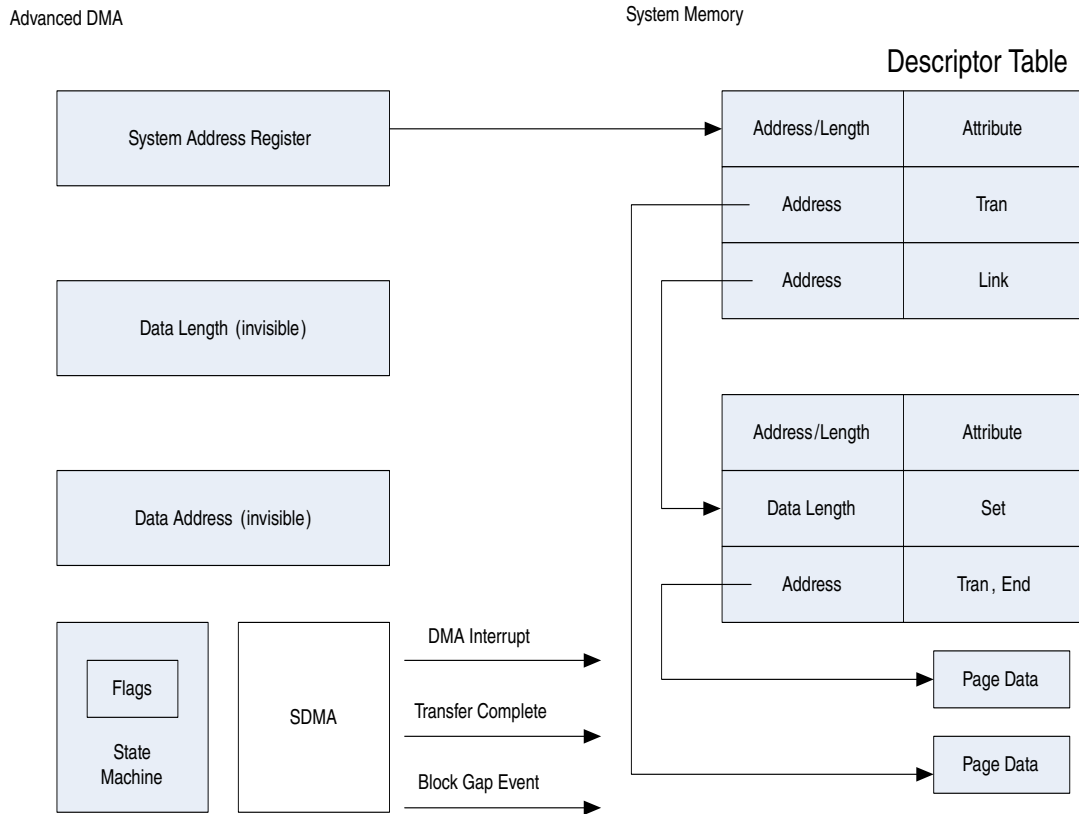 Advanced DMA
System Memory
Descriptor Table
System Address Register
Address/Length
Attribute
Address
Tran
Address
Link
Data Length (invisible)
Address/Length
Attribute
Data Length
Set
Data Address (invisible)
Address
Tran, End
DMA Interrupt
Page Data
Flags
SDMA
Transfer Complete
State
Machine
Page Data
Block Gap Event